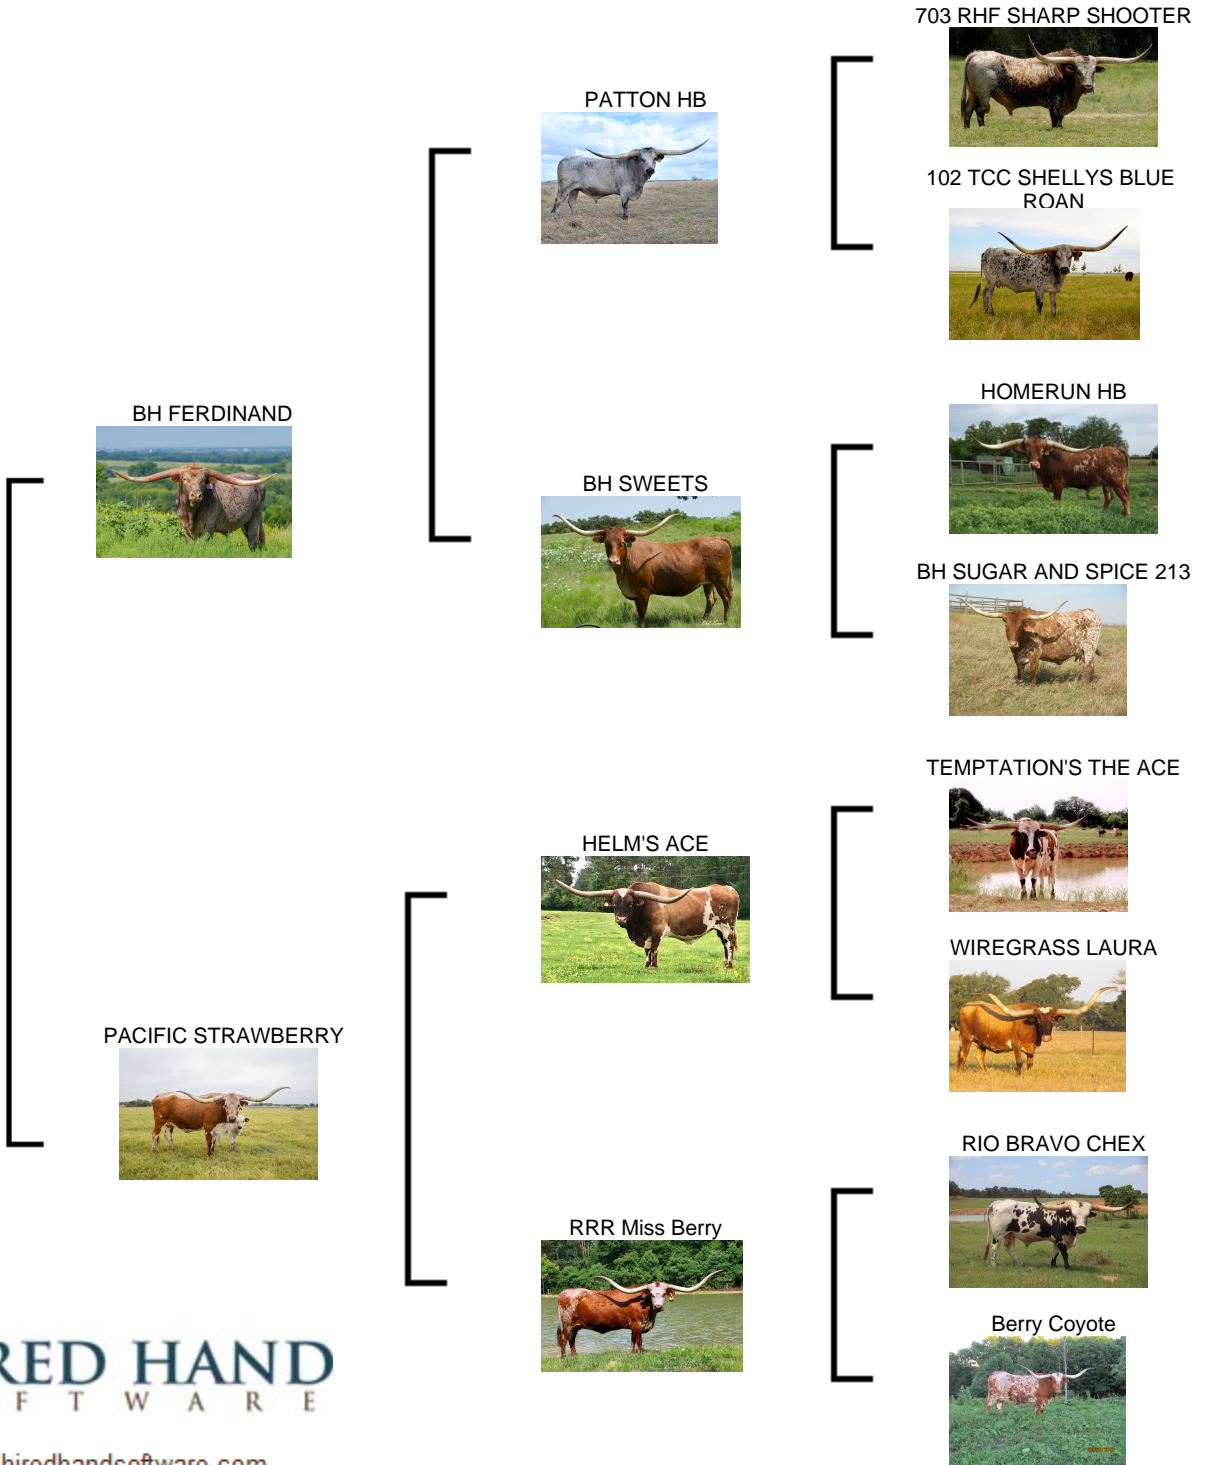 703 RHF SHARP SHOOTER
PATTON HB
102 TCC SHELLYS BLUE
ROAN
HOMERUN HB
BH FERDINAND
BH SWEETS
BH SUGAR AND SPICE 213
TEMPTATION'S THE ACE
HELM'S ACE
WIREGRASS LAURA
PACIFIC STRAWBERRY
RIO BRAVO CHEX
RRR Miss Berry
Berry Coyote
RED HAND
F T W A R E
hiredhandsoftware.com